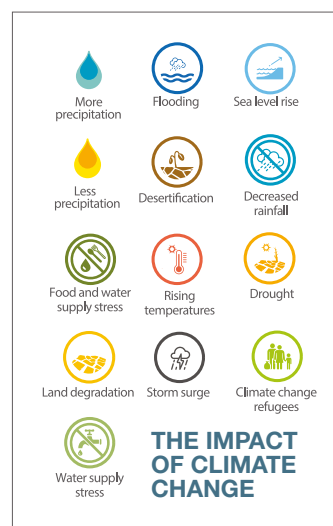 More
precipitation
Flooding
Sea level rise
Less
precipitation
Desertification
Decreased
rainfall
Food and water
supply stress
Rising
temperatures
Drought
Land degradation
Storm surge
Climate change
refugees
Water supply
stress
THE IMPACT
OF CLIMATE
CHANGE